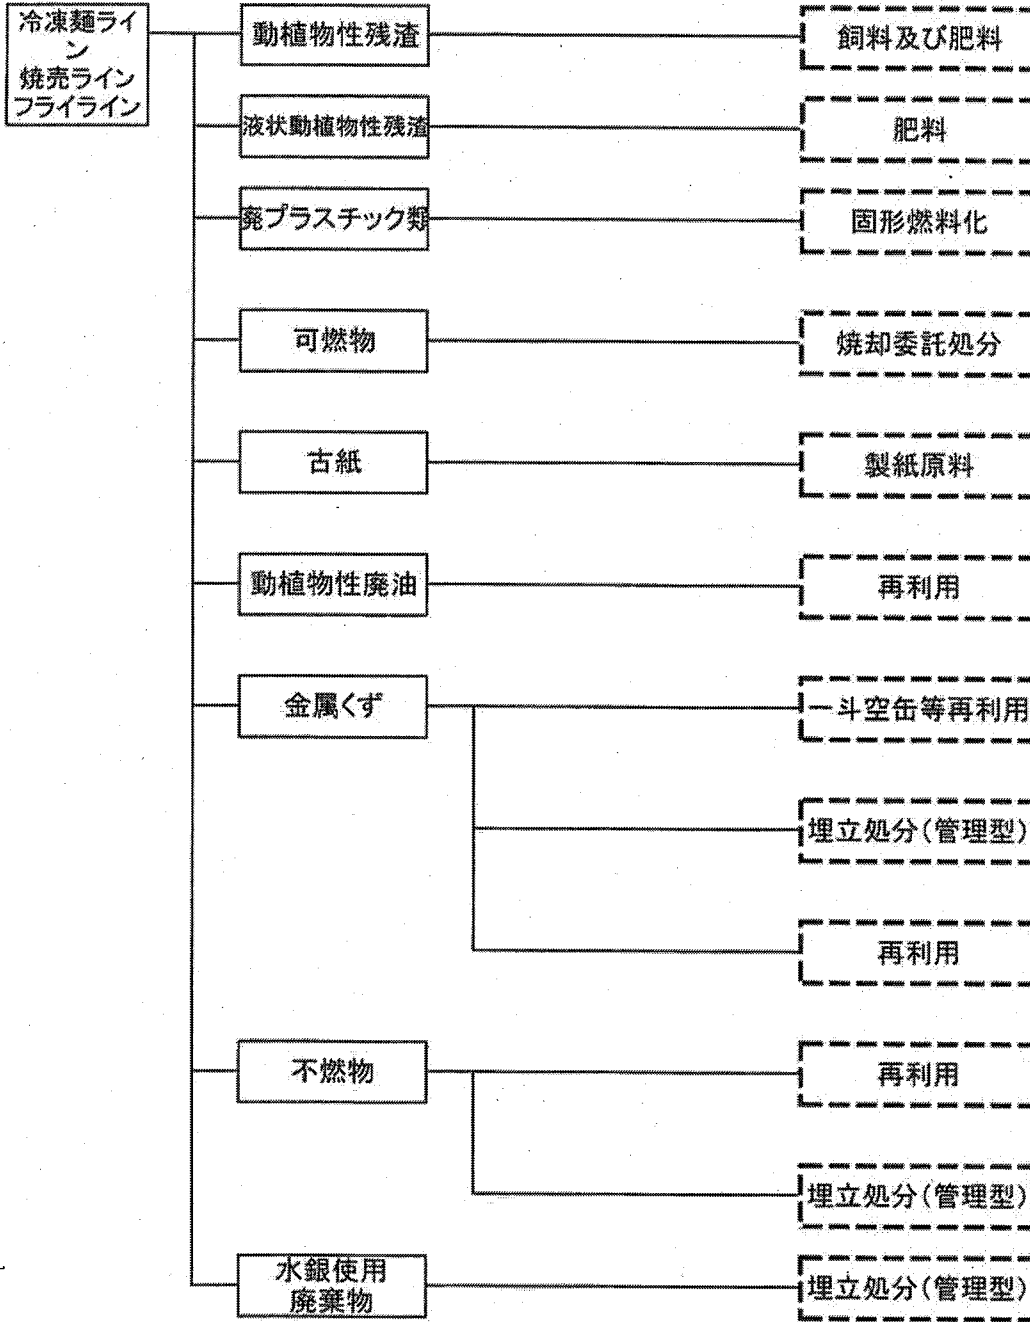 冷凍麺ライ
ン
焼売ライン
フライライン
動植物性残渣
飼料及び肥料
液状動植物性残渣
肥料
廃プラスチック類
固形燃料化
可燃物
焼却委託処分
古紙
製紙原料
動植物性廃油
再利用
金属くず
一斗空缶等再利用
埋立処分(管理型)
再利用
不燃物
再利用
埋立処分(管理型)
水銀使用
廃棄物
埋立処分(管理型)